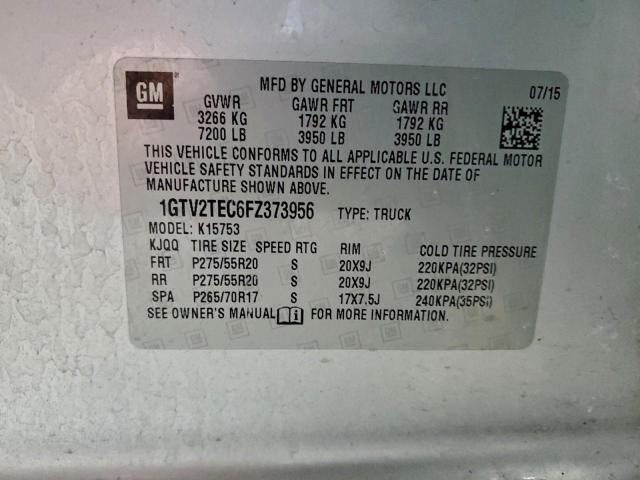 GM
MFD BY GENERAL MOTORS LLC 07/15
GVWR GAWR FRT GAWR RR
3266 KG 1792 KG 1792 KG
7200 LB 3950 LB 3950 LB
THIS VEHICLE CONFORMS TO ALL APPLICABLE U.S. FEDERAL MOTOR
VEHICLE SAFETY STANDARDS IN EFFECT ON THE DATE OF
MANUFACTURE SHOWN ABOVE.
1GTV2TEC6FZ373956 TYPE: TRUCK
MODEL: K15753
KJQQ TIRE SIZE SPEED RTG RIM COLD TIRE PRESSURE
FRT P275/55R20 S 20X9J 220KPA(32PSI)
RR P275/55R20 S 20X9J 220KPA(32PSI)
SPA P265/70R17 S 17X7.5J 240KPA(35PSI)
SEE OWNER'S MANUAL FOR MORE INFORMATION.